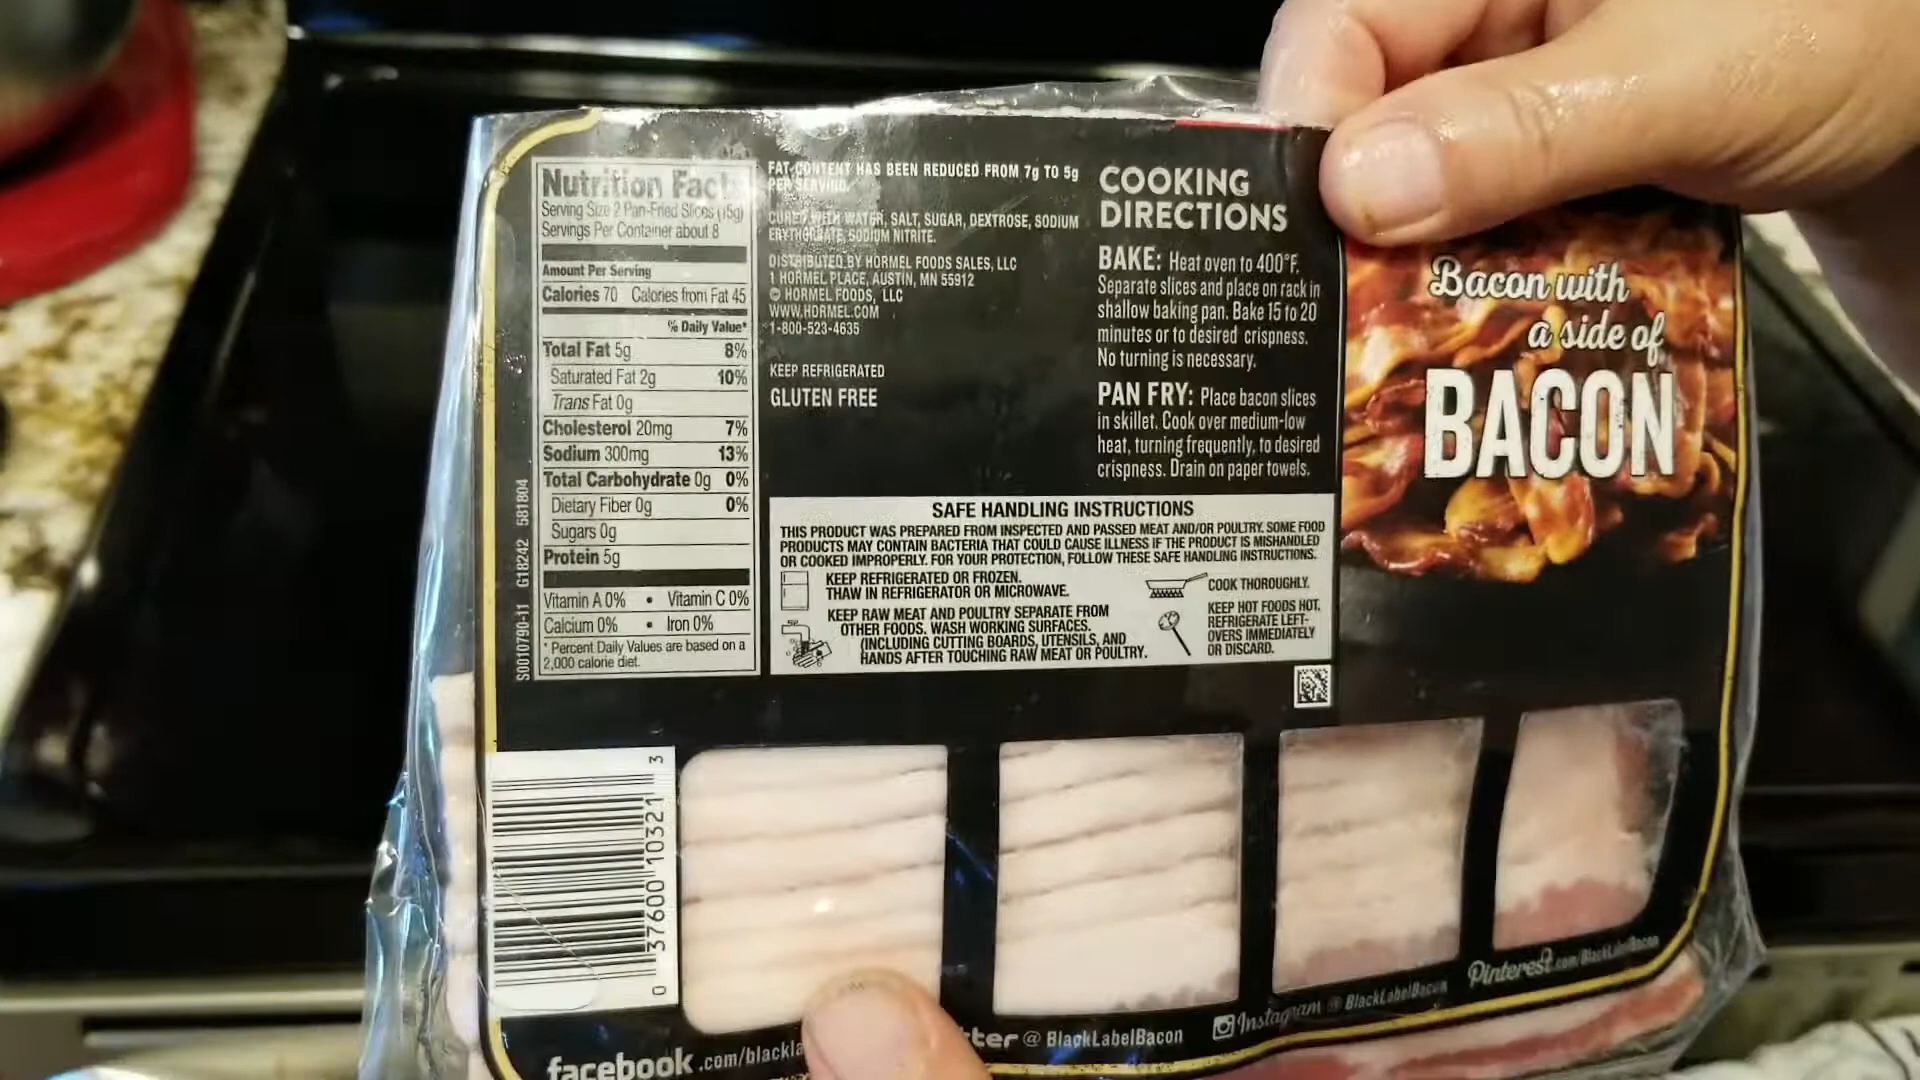 Nutrition Fact
Serving Size 2 Pan-Fried Slices (15g)
Servings Per Container about 8
Amount Per Serving
Calories 70 Calories from Fat 45
% Daily Value*
Total Fat 5g 8%
Saturated Fat 2g 10%
Trans Fat 0g
Cholesterol 20mg 7%
Sodium 300mg 13%
Total Carbohydrate 0g 0%
Dietary Fiber 0g 0%
Sugars 0g
Protein 5g
Vitamin A 0% • Vitamin C 0%
Calcium 0% • Iron 0%
* Percent Daily Values are based on a
2,000 calorie diet.
S0010790-11 G18242 581804
FAT CONTENT HAS BEEN REDUCED FROM 7g TO 5g
PER SERVING.
CURED WITH WATER, SALT, SUGAR, DEXTROSE, SODIUM
ERYTHORBATE, SODIUM NITRITE.
DISTRIBUTED BY HORMEL FOODS SALES, LLC
1 HORMEL PLACE, AUSTIN, MN 55912
© HORMEL FOODS, LLC
WWW.HORMEL.COM
1-800-523-4635
KEEP REFRIGERATED
GLUTEN FREE
COOKING
DIRECTIONS
BAKE: Heat oven to 400°F.
Separate slices and place on rack in
shallow baking pan. Bake 15 to 20
minutes or to desired crispness.
No turning is necessary.
PAN FRY: Place bacon slices
in skillet. Cook over medium-low
heat, turning frequently, to desired
crispness. Drain on paper towels.
Bacon with
a side of
BACON
SAFE HANDLING INSTRUCTIONS
THIS PRODUCT WAS PREPARED FROM INSPECTED AND PASSED MEAT AND/OR POULTRY. SOME FOOD
PRODUCTS MAY CONTAIN BACTERIA THAT COULD CAUSE ILLNESS IF THE PRODUCT IS MISHANDLED
OR COOKED IMPROPERLY. FOR YOUR PROTECTION, FOLLOW THESE SAFE HANDLING INSTRUCTIONS.
KEEP REFRIGERATED OR FROZEN.
THAW IN REFRIGERATOR OR MICROWAVE.
KEEP RAW MEAT AND POULTRY SEPARATE FROM
OTHER FOODS. WASH WORKING SURFACES
(INCLUDING CUTTING BOARDS, UTENSILS, AND
HANDS AFTER TOUCHING RAW MEAT OR POULTRY.
COOK THOROUGHLY.
KEEP HOT FOODS HOT.
REFRIGERATE LEFT-
OVERS IMMEDIATELY
OR DISCARD.
0 37600 10321 3
facebook.com/blackla
tter @ BlackLabelBacon
Instagram @ BlackLabelBacon
Pinterest.com/BlackLabelBacon